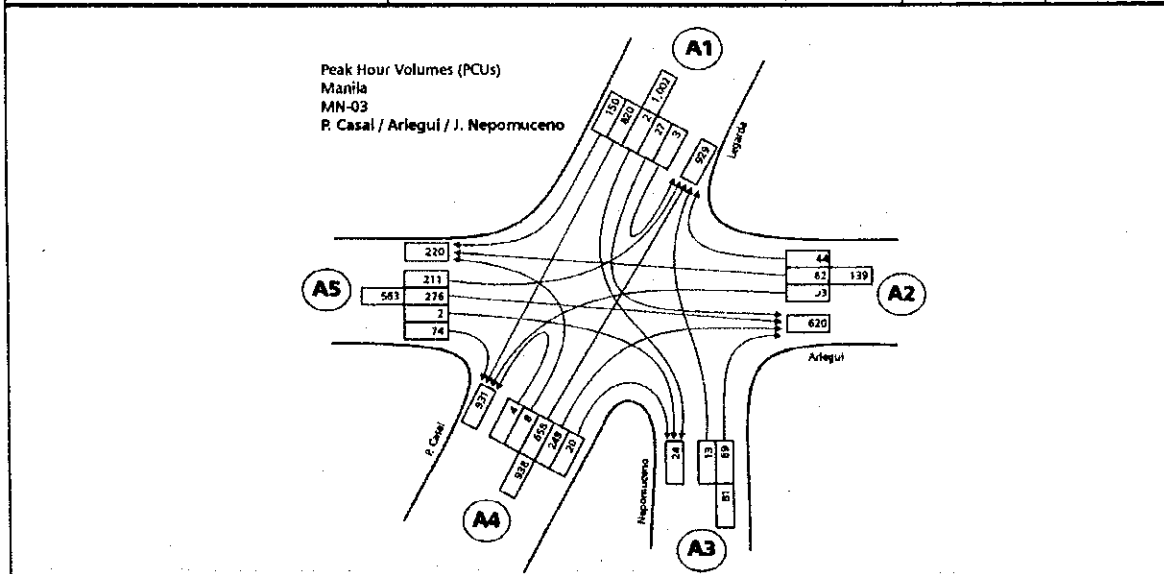 Peak Hour Volumes (PCUs)
Manila
MN-03
P. Casal / Arlegui / J. Nepomuceno
A1
1,002
150
820
2
27
3
929
Legarda
220
211
276
2
74
563
A5
44
62
139
620
A2
Arlegui
931
P. Casal
4
8
658
248
20
938
A4
24
Nepomuceno
13
69
81
A3